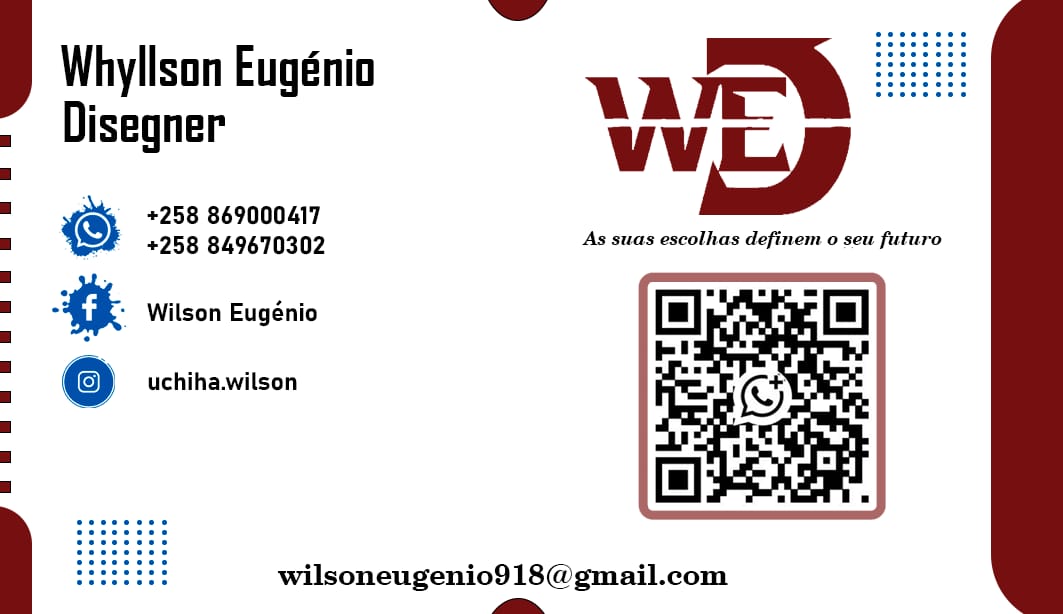 Whyllson Eugénio
Disegner
+258 869000417
+258 849670302
Wilson Eugénio
uchiha.wilson
WED
As suas escolhas definem o seu futuro
wilsoneugenio918@gmail.com